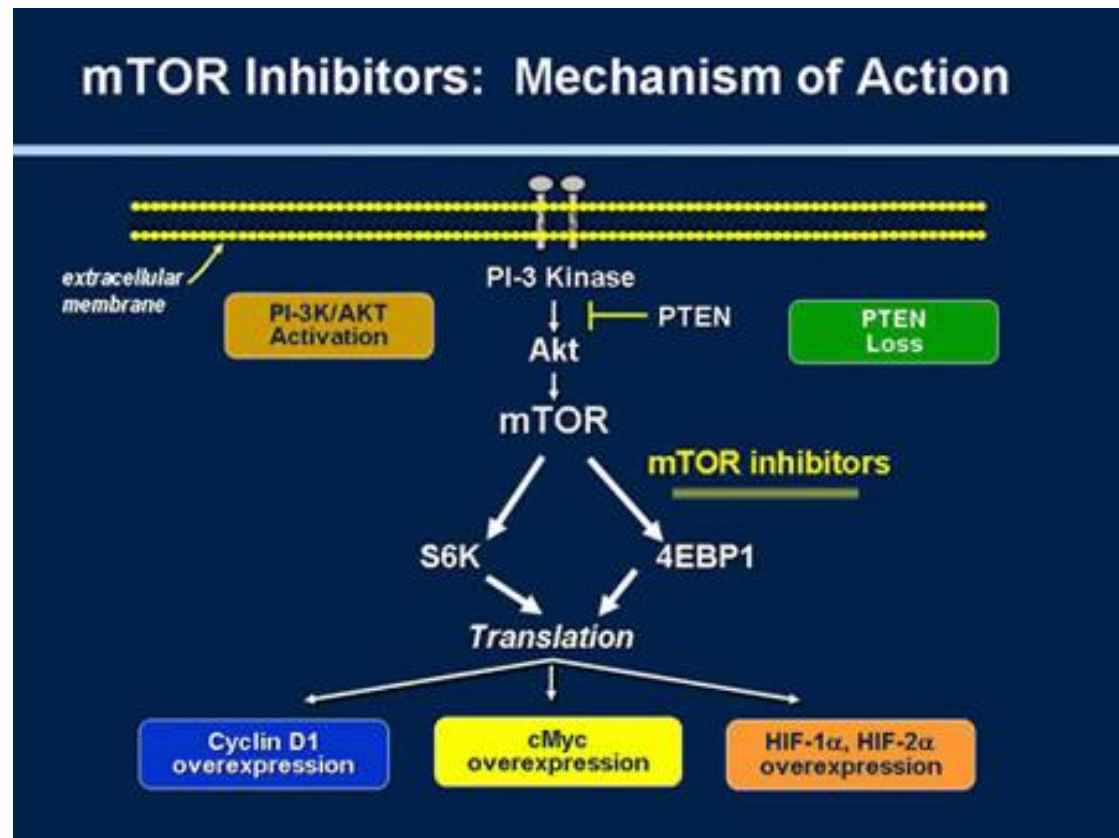 mTOR Inhibitors: Mechanism of Action
extracellular
membrane
PI-3 Kinase
PI-3K/AKT
Activation
PTEN
PTEN
Loss
Akt
mTOR
mTOR inhibitors
S6K
4EBP1
Translation
Cyclin D1
overexpression
cMyc
overexpression
HIF-1α, HIF-2α
overexpression